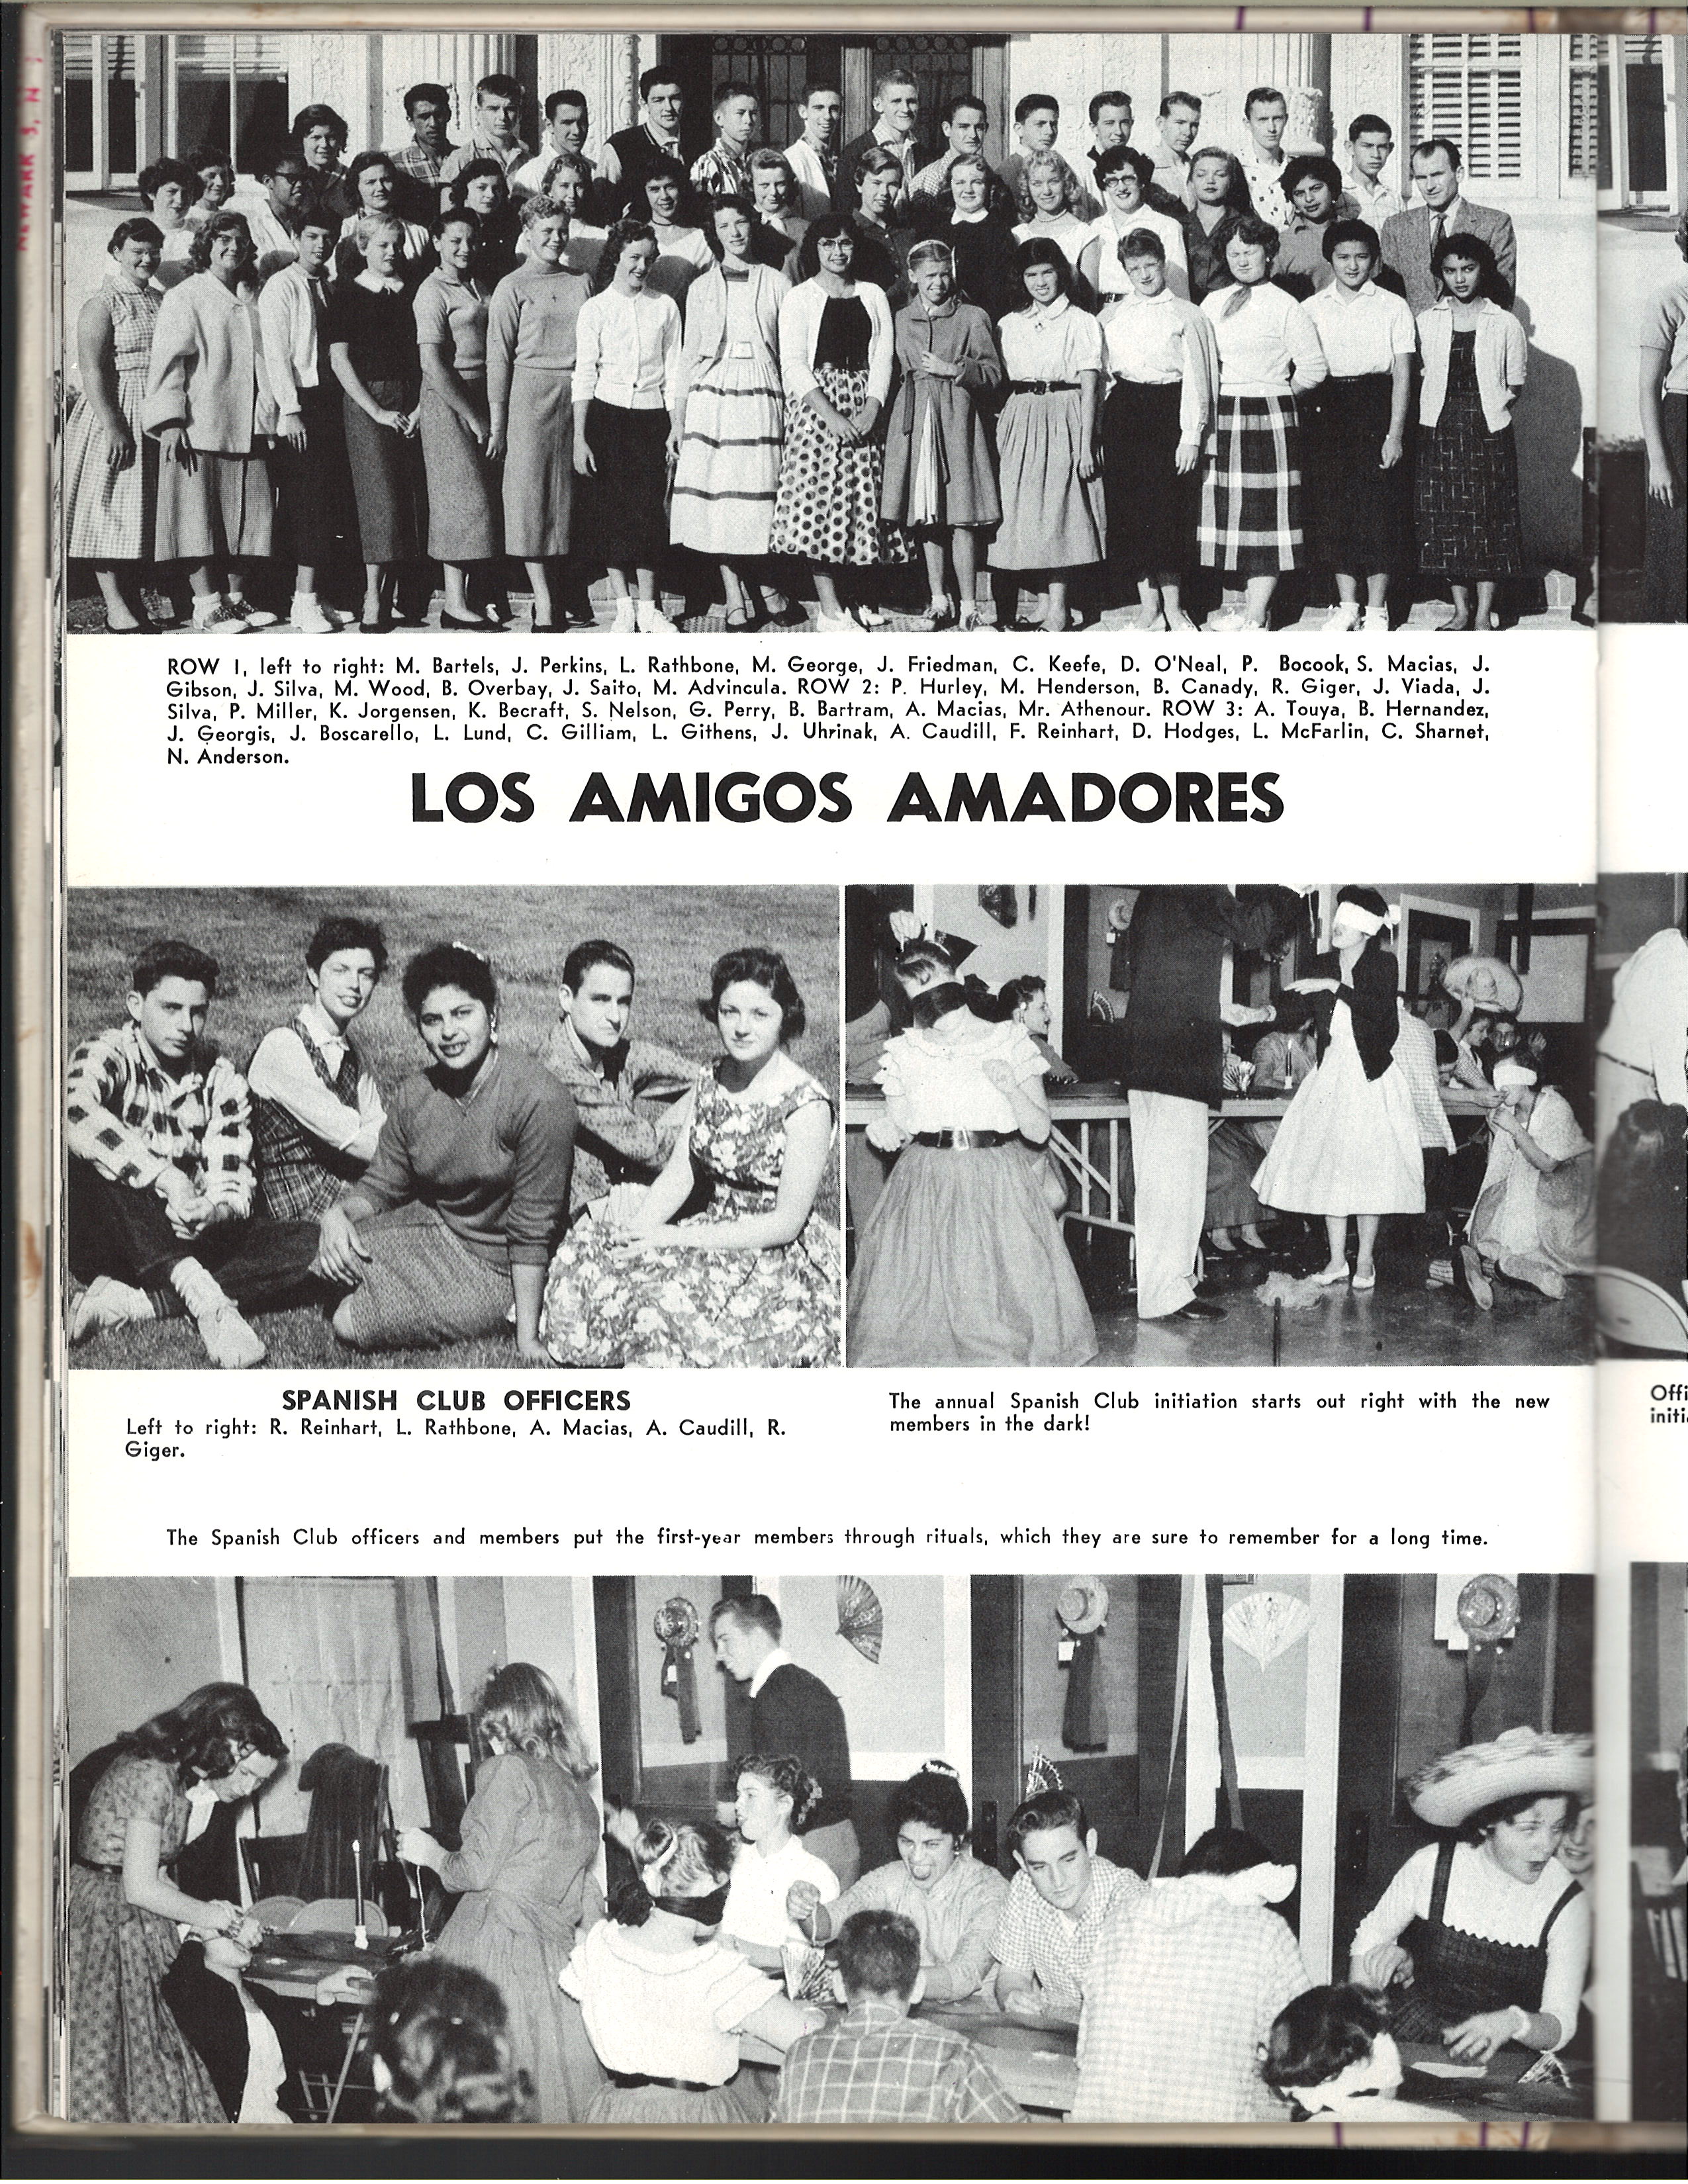 NEWARK 3, N
ROW 1, left to right: M. Bartels, J. Perkins, L. Rathbone, M. George, J. Friedman, C. Keefe, D. O'Neal, P. Bocook, S. Macias, J.
Gibson, J. Silva, M. Wood, B. Overbay, J. Saito, M. Advincula. ROW 2: P. Hurley, M. Henderson, B. Canady, R. Giger, J. Viada, J.
Silva, P. Miller, K. Jorgensen, K. Becraft, S. Nelson, G. Perry, B. Bartram, A. Macias, Mr. Athenour. ROW 3: A. Touya, B. Hernandez,
J. Georgis, J. Boscarello, L. Lund, C. Gilliam, L. Githens, J. Uhrinak, A. Caudill, F. Reinhart, D. Hodges, L. McFarlin, C. Sharnet,
N. Anderson.
LOS AMIGOS AMADORES
SPANISH CLUB OFFICERS
Left to right: R. Reinhart, L. Rathbone, A. Macias, A. Caudill, R.
Giger.
The annual Spanish Club initiation starts out right with the new
members in the dark!
Offi
initi
The Spanish Club officers and members put the first-year members through rituals, which they are sure to remember for a long time.